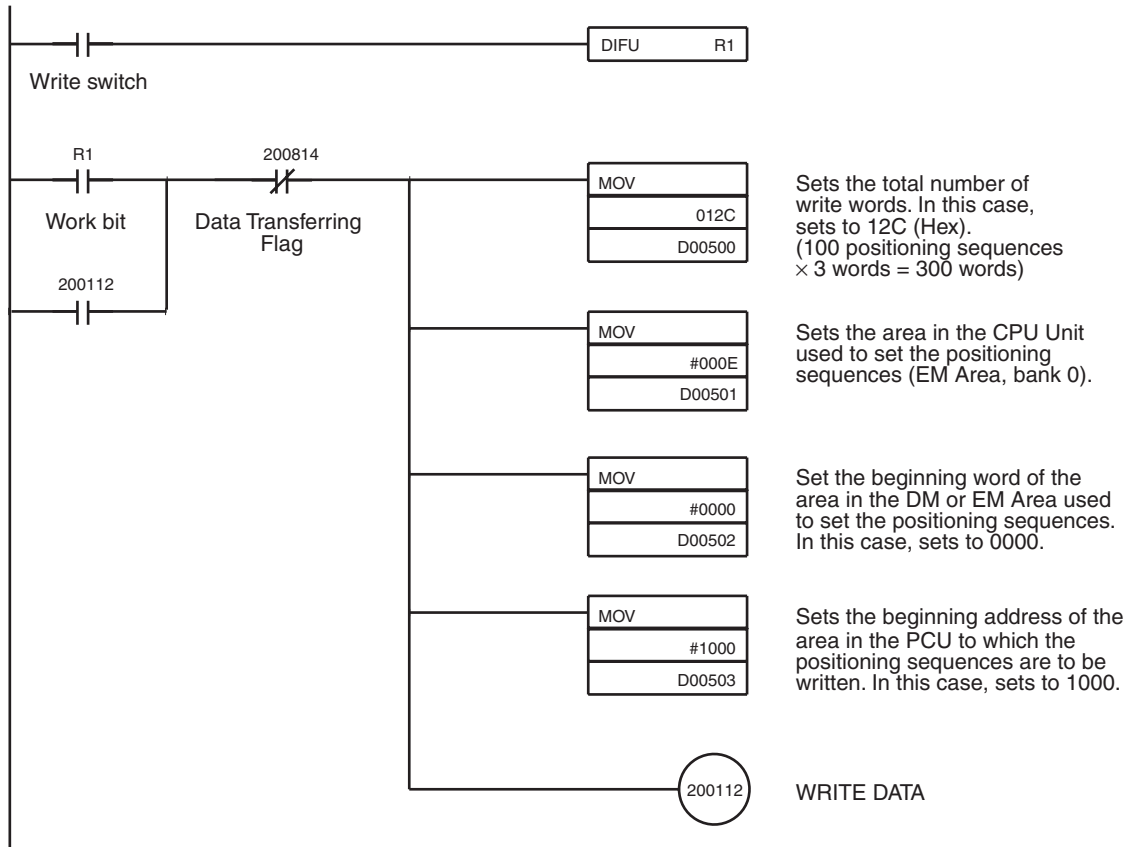 DIFU R1
Write switch
R1
200814
MOV
012C
D00500
Work bit
Data Transferring
Flag
200112
Sets the total number of
write words. In this case,
sets to 12C (Hex).
(100 positioning sequences
× 3 words = 300 words)
MOV
#000E
D00501
Sets the area in the CPU Unit
used to set the positioning
sequences (EM Area, bank 0).
MOV
#0000
D00502
Set the beginning word of the
area in the DM or EM Area used
to set the positioning sequences.
In this case, sets to 0000.
MOV
#1000
D00503
Sets the beginning address of the
area in the PCU to which the
positioning sequences are to be
written. In this case, sets to 1000.
200112
WRITE DATA